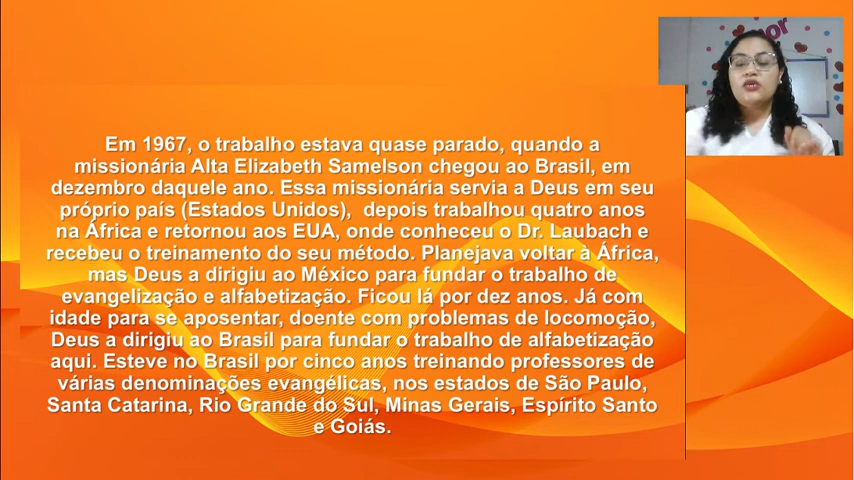 Em 1967, o trabalho estava quase parado, quando a
missionária Alta Elizabeth Samelson chegou ao Brasil, em
dezembro daquele ano. Essa missionária servia a Deus em seu
próprio país (Estados Unidos), depois trabalhou quatro anos
na África e retornou aos EUA, onde conheceu o Dr. Laubach e
recebeu o treinamento do seu método. Planejava voltar à África,
mas Deus a dirigiu ao México para fundar o trabalho de
evangelização e alfabetização. Ficou lá por dez anos. Já com
idade para se aposentar, doente com problemas de locomoção,
Deus a dirigiu ao Brasil para fundar o trabalho de alfabetização
aqui. Esteve no Brasil por cinco anos treinando professores de
várias denominações evangélicas, nos estados de São Paulo,
Santa Catarina, Rio Grande do Sul, Minas Gerais, Espírito Santo
e Goiás.